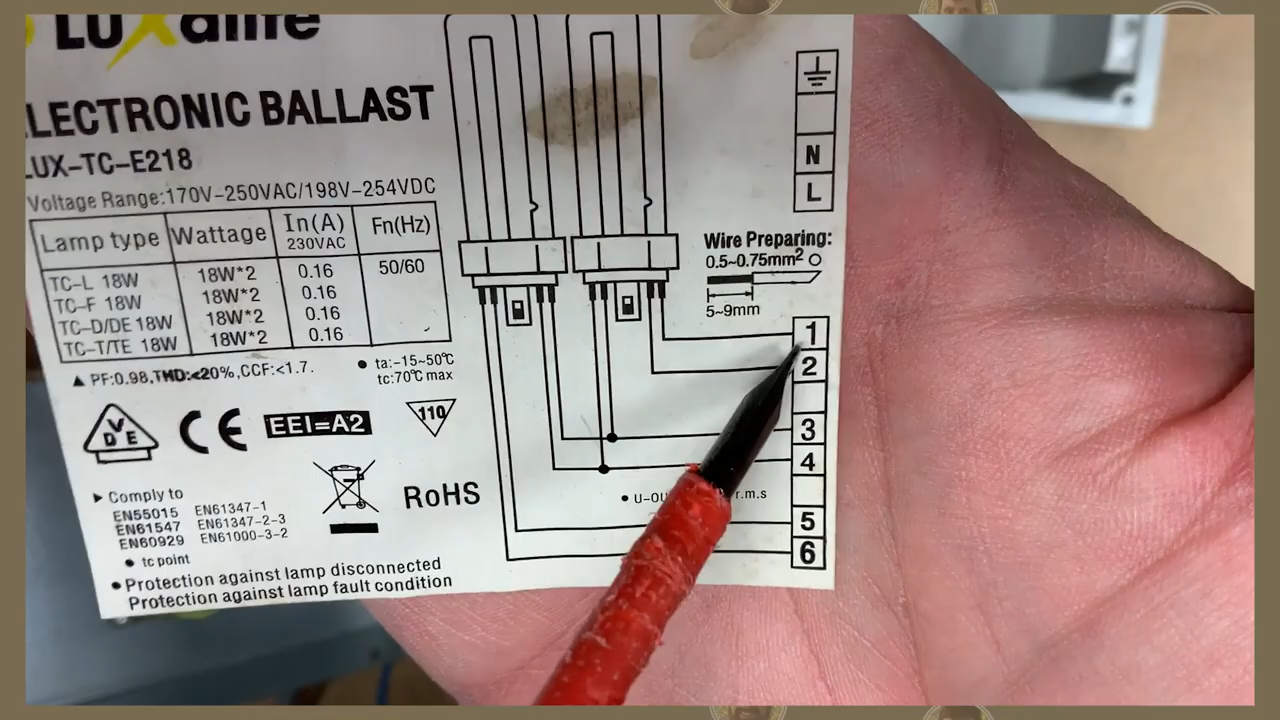 LUXalife
ELECTRONIC BALLAST
LUX-TC-E218
Voltage Range:170V-250VAC/198V-254VDC
Lamp type Wattage In(A) 230VAC Fn(Hz)
TC-L 18W 18W*2 0.16 50/60
TC-F 18W 18W*2 0.16
TC-D/DE 18W 18W*2 0.16
TC-T/TE 18W 18W*2 0.16
▲ PF:0.98,THD:<20%,CCF:<1.7.
● ta:-15~50℃
tc:70℃ max
VDE
CE
EEI=A2
110
RoHS
▶ Comply to
EN55015 EN61347-1
EN61547 EN61347-2-3
EN60929 EN61000-3-2
● tc point
● Protection against lamp disconnected
Protection against lamp fault condition
N
L
Wire Preparing:
0.5~0.75mm²
5~9mm
1
2
3
4
● U-OU r.m.s
5
6